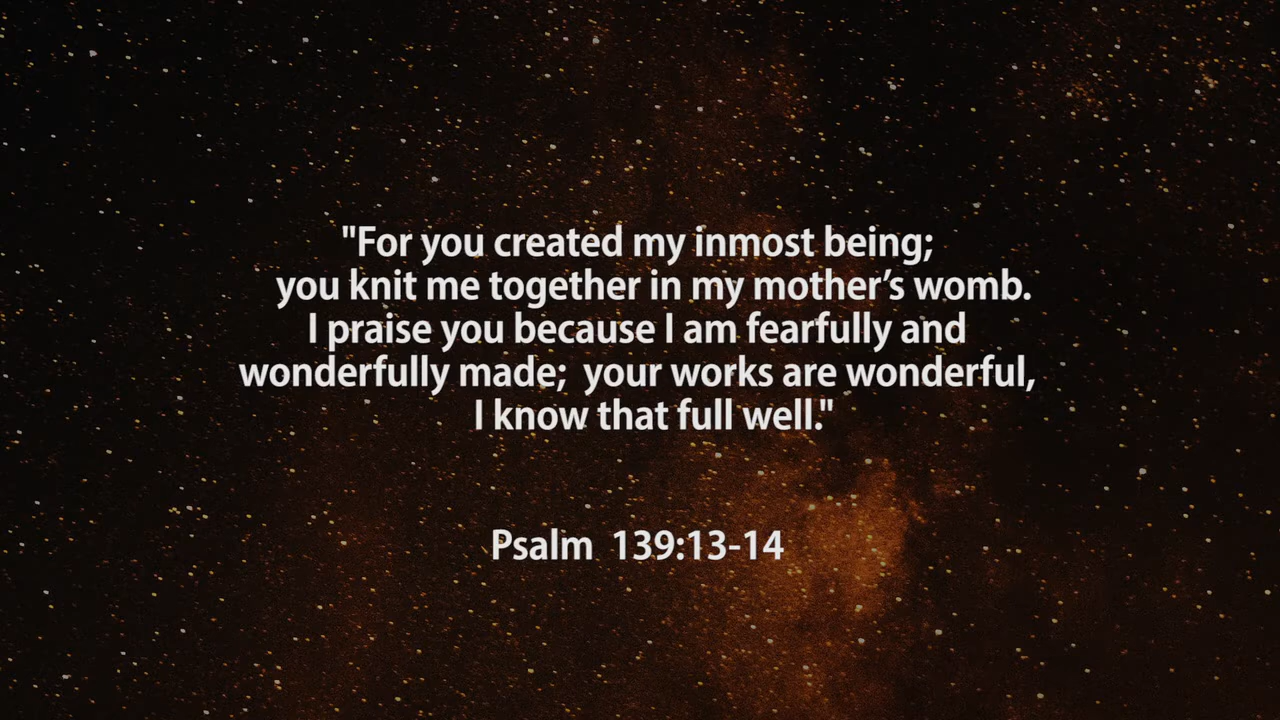 "For you created my inmost being;
you knit me together in my mother’s womb.
I praise you because I am fearfully and
wonderfully made;  your works are wonderful,
I know that full well."
Psalm  139:13-14